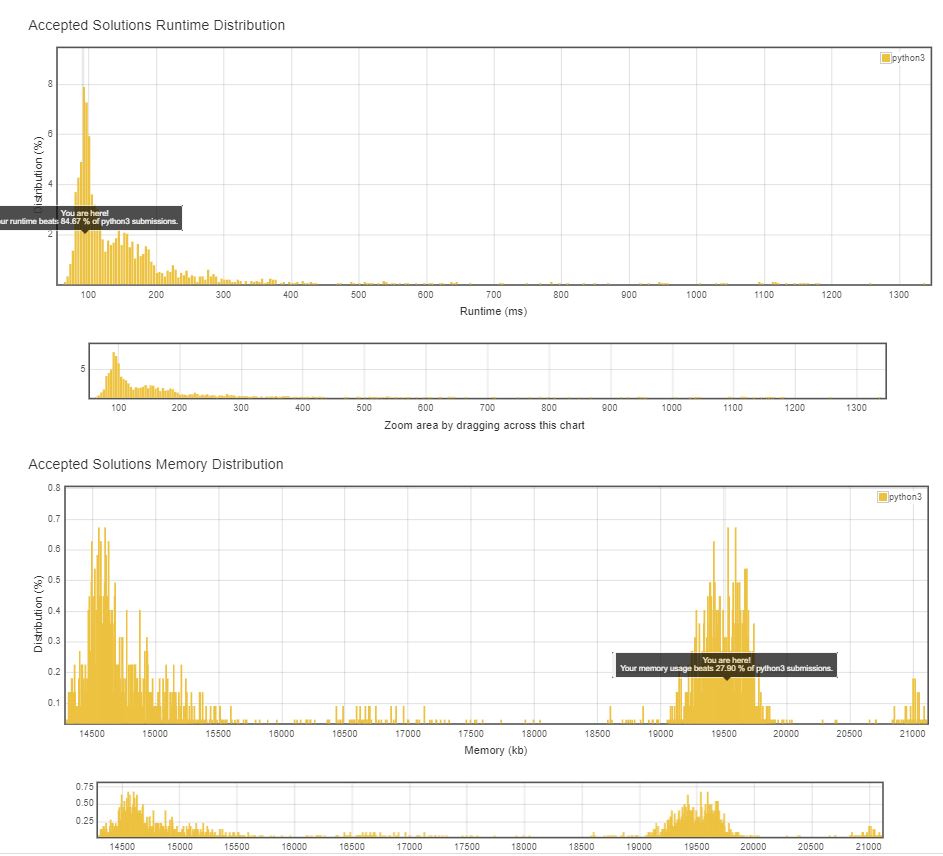 Accepted Solutions Runtime Distribution
python3
8
6
4
2
Distribution (%)
You are here!
ur runtime beats 84.67 % of python3 submissions.
100 200 300 400 500 600 700 800 900 1000 1100 1200 1300
Runtime (ms)
5
100 200 300 400 500 600 700 800 900 1000 1100 1200 1300
Zoom area by dragging across this chart
Accepted Solutions Memory Distribution
python3
0.8
0.7
0.6
0.5
0.4
0.3
0.2
0.1
Distribution (%)
You are here!
Your memory usage beats 27.90 % of python3 submissions.
14500 15000 15500 16000 16500 17000 17500 18000 18500 19000 19500 20000 20500 21000
Memory (kb)
0.75
0.50
0.25
14500 15000 15500 16000 16500 17000 17500 18000 18500 19000 19500 20000 20500 21000